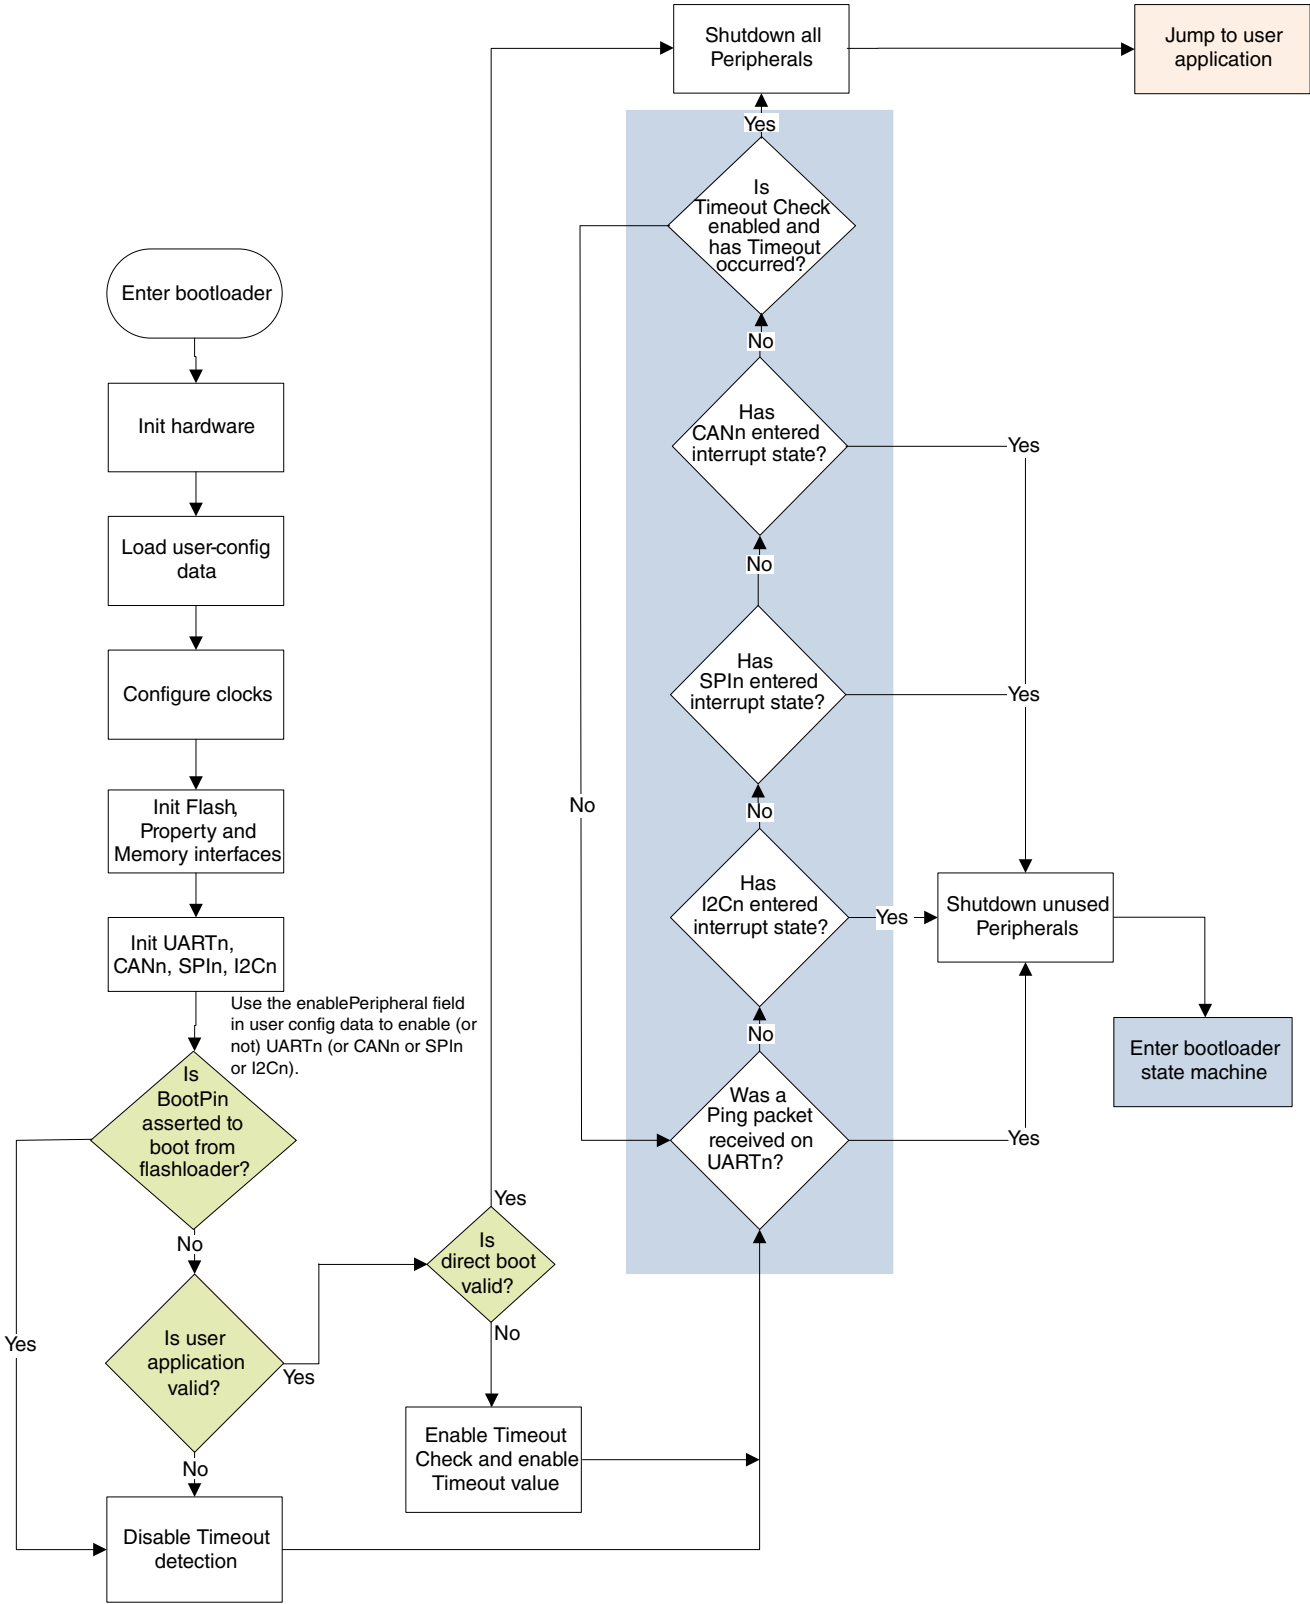 Enter bootloader
Init hardware
Load user-config
data
Configure clocks
Init Flash,
Property and
Memory interfaces
Init UARTn,
CANn, SPIn, I2Cn
Use the enablePeripheral field
in user config data to enable (or
not) UARTn (or CANn or SPIn
or I2Cn).
Is
BootPin
asserted to
boot from
flashloader?
No
Yes
Is user
application
valid?
Yes
No
Disable Timeout
detection
Yes
Is
direct boot
valid?
No
Enable Timeout
Check and enable
Timeout value
Shutdown all
Peripherals
Jump to user
application
Yes
Is
Timeout Check
enabled and
has Timeout
occurred?
No
No
Has
CANn entered
interrupt state?
Yes
No
Has
SPIn entered
interrupt state?
Yes
No
Has
I2Cn entered
interrupt state?
Yes
No
Was a
Ping packet
received on
UARTn?
Yes
Shutdown unused
Peripherals
Enter bootloader
state machine